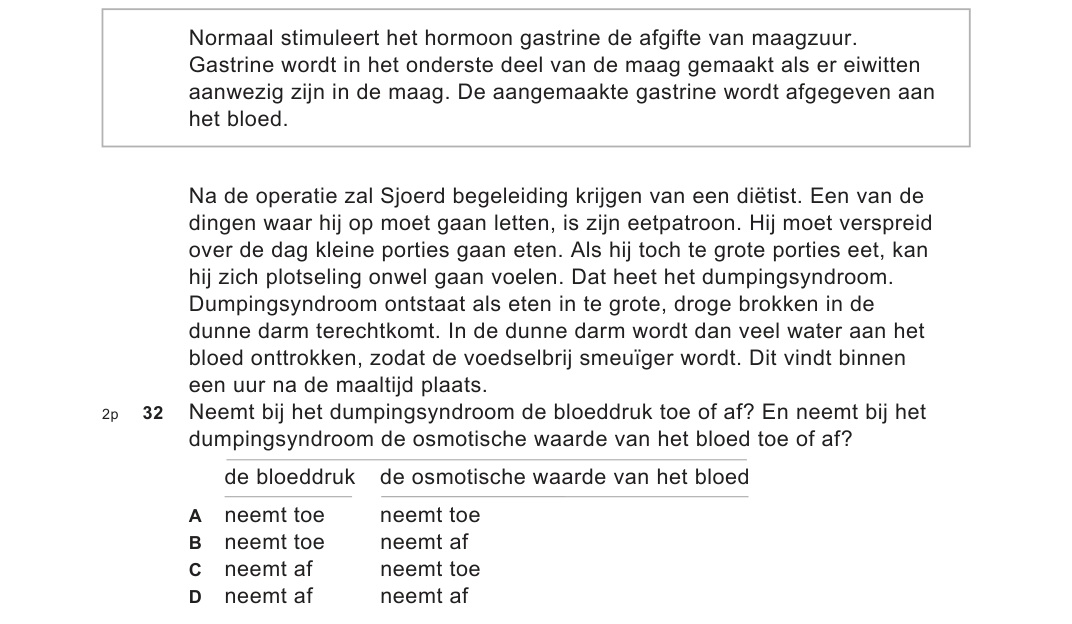 Normaal stimuleert het hormoon gastrine de afgifte van maagzuur.
Gastrine wordt in het onderste deel van de maag gemaakt als er eiwitten
aanwezig zijn in de maag. De aangemaakte gastrine wordt afgegeven aan
het bloed.
Na de operatie zal Sjoerd begeleiding krijgen van een diëtist. Een van de
dingen waar hij op moet gaan letten, is zijn eetpatroon. Hij moet verspreid
over de dag kleine porties gaan eten. Als hij toch te grote porties eet, kan
hij zich plotseling onwel gaan voelen. Dat heet het dumpingsyndroom.
Dumpingsyndroom ontstaat als eten in te grote, droge brokken in de
dunne darm terechtkomt. In de dunne darm wordt dan veel water aan het
bloed onttrokken, zodat de voedselbrij smeuïger wordt. Dit vindt binnen
een uur na de maaltijd plaats.
2p 32 Neemt bij het dumpingsyndroom de bloeddruk toe of af? En neemt bij het
dumpingsyndroom de osmotische waarde van het bloed toe of af?
de bloeddruk de osmotische waarde van het bloed
A neemt toe neemt toe
B neemt toe neemt af
C neemt af neemt toe
D neemt af neemt af